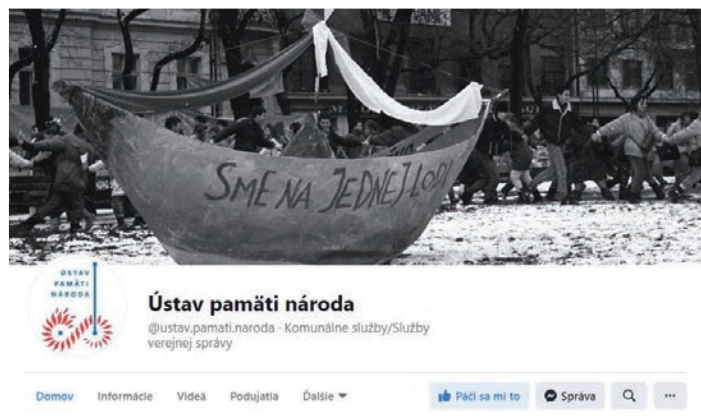 SME NA JEDNEJ LODI
ÚSTAV
PAMÄTI
NÁRODA
Ústav pamäti národa
@ustav.pamati.naroda · Komunálne služby/Služby
verejnej správy
Domov Informácie Videá Podujatia Ďalšie Páči sa mi to Správa